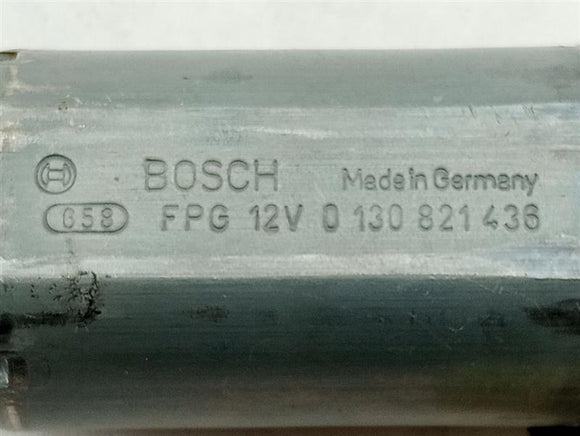 BOSCH Made in Germany
658 FPG 12V 0 130 821 436